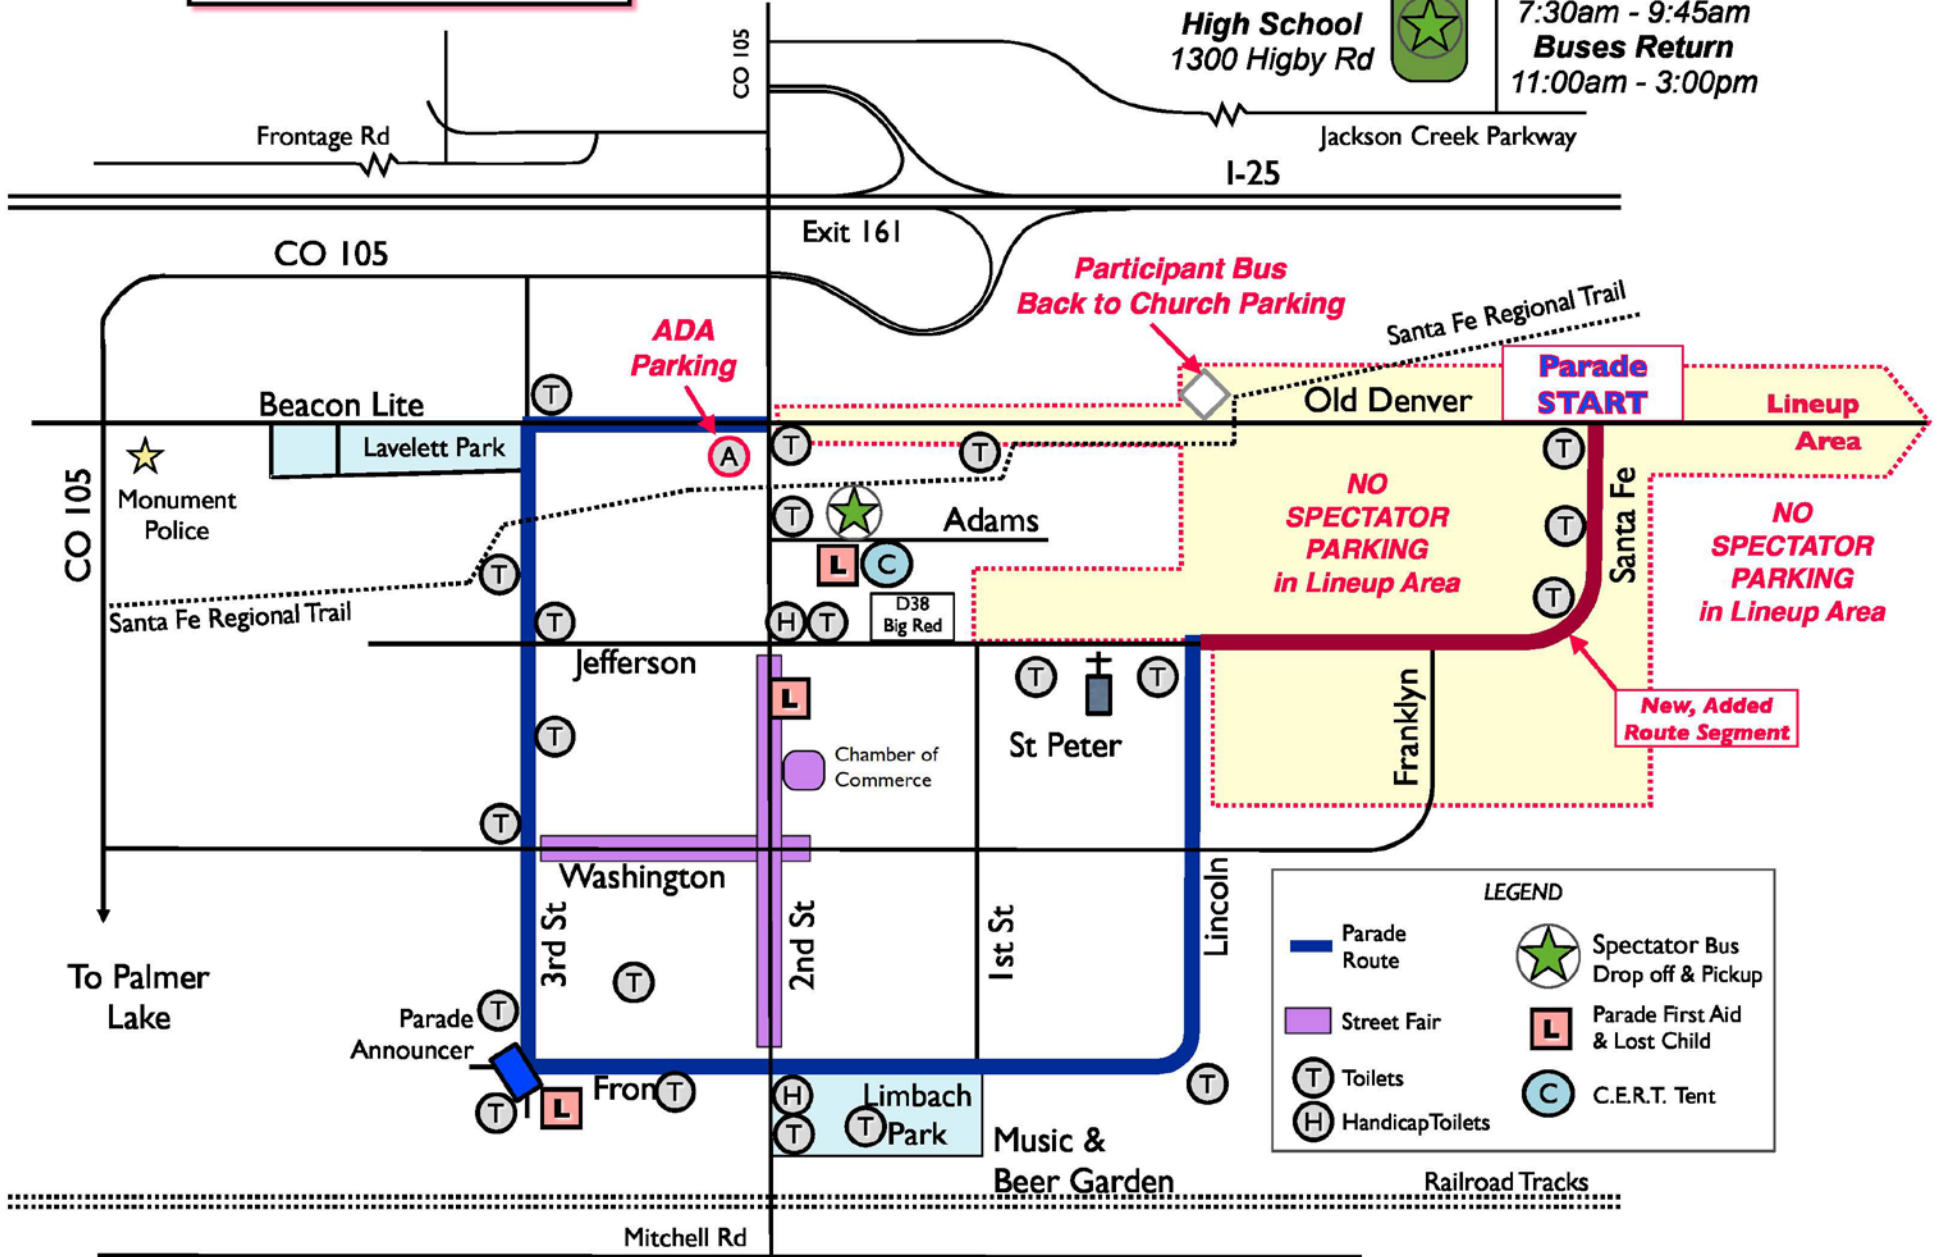 High School
1300 Higby Rd
7:30am - 9:45am
Buses Return
11:00am - 3:00pm
CO 105
Frontage Rd
Jackson Creek Parkway
I-25
Exit 161
CO 105
Participant Bus
Back to Church Parking
Santa Fe Regional Trail
ADA
Parking
Parade
START
Beacon Lite
Old Denver
Lineup
Area
T
Lavelett Park
A
T
T
T
Monument
Police
CO 105
NO
SPECTATOR
PARKING
in Lineup Area
Santa Fe
NO
SPECTATOR
PARKING
in Lineup Area
T
Adams
T
L
C
T
T
Santa Fe Regional Trail
T
H
T
D38
Big Red
Jefferson
T
T
L
St Peter
Franklyn
New, Added
Route Segment
T
Chamber of
Commerce
T
Washington
3rd St
2nd St
1st St
Lincoln
LEGEND
Parade
Route
Spectator Bus
Drop off & Pickup
Street Fair
L
Parade First Aid
& Lost Child
T
Toilets
C
C.E.R.T. Tent
H
HandicapToilets
To Palmer
Lake
T
T
Parade
Announcer
T
L
Fron
T
H
T
Limbach
T
Park
T
Music &
Beer Garden
Railroad Tracks
Mitchell Rd